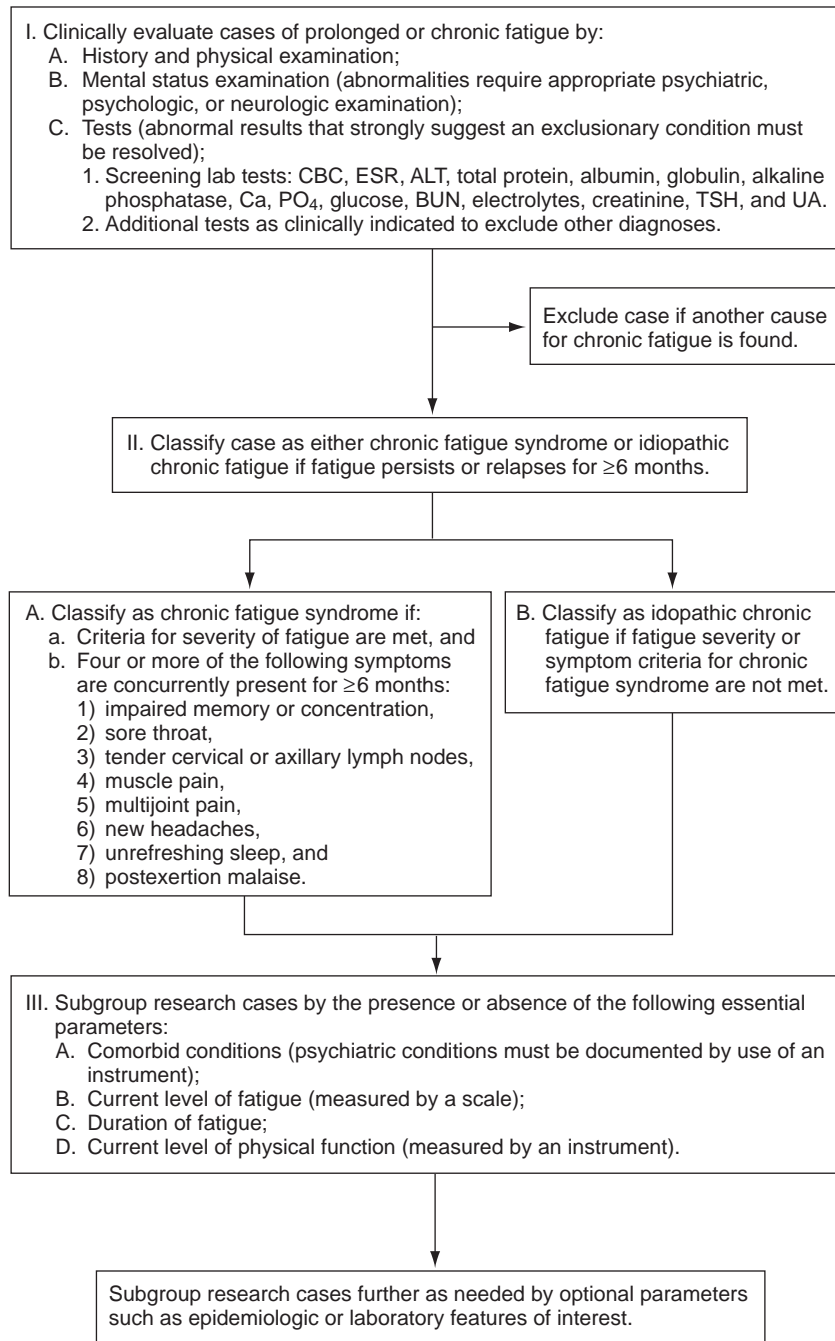 I. Clinically evaluate cases of prolonged or chronic fatigue by:
A. History and physical examination;
B. Mental status examination (abnormalities require appropriate psychiatric,
psychologic, or neurologic examination);
C. Tests (abnormal results that strongly suggest an exclusionary condition must
be resolved);
1. Screening lab tests: CBC, ESR, ALT, total protein, albumin, globulin, alkaline
phosphatase, Ca, PO4, glucose, BUN, electrolytes, creatinine, TSH, and UA.
2. Additional tests as clinically indicated to exclude other diagnoses.
Exclude case if another cause
for chronic fatigue is found.
II. Classify case as either chronic fatigue syndrome or idiopathic
chronic fatigue if fatigue persists or relapses for ≥6 months.
A. Classify as chronic fatigue syndrome if:
a. Criteria for severity of fatigue are met, and
b. Four or more of the following symptoms
are concurrently present for ≥6 months:
1) impaired memory or concentration,
2) sore throat,
3) tender cervical or axillary lymph nodes,
4) muscle pain,
5) multijoint pain,
6) new headaches,
7) unrefreshing sleep, and
8) postexertion malaise.
B. Classify as idopathic chronic
fatigue if fatigue severity or
symptom criteria for chronic
fatigue syndrome are not met.
III. Subgroup research cases by the presence or absence of the following essential
parameters:
A. Comorbid conditions (psychiatric conditions must be documented by use of an
instrument);
B. Current level of fatigue (measured by a scale);
C. Duration of fatigue;
D. Current level of physical function (measured by an instrument).
Subgroup research cases further as needed by optional parameters
such as epidemiologic or laboratory features of interest.